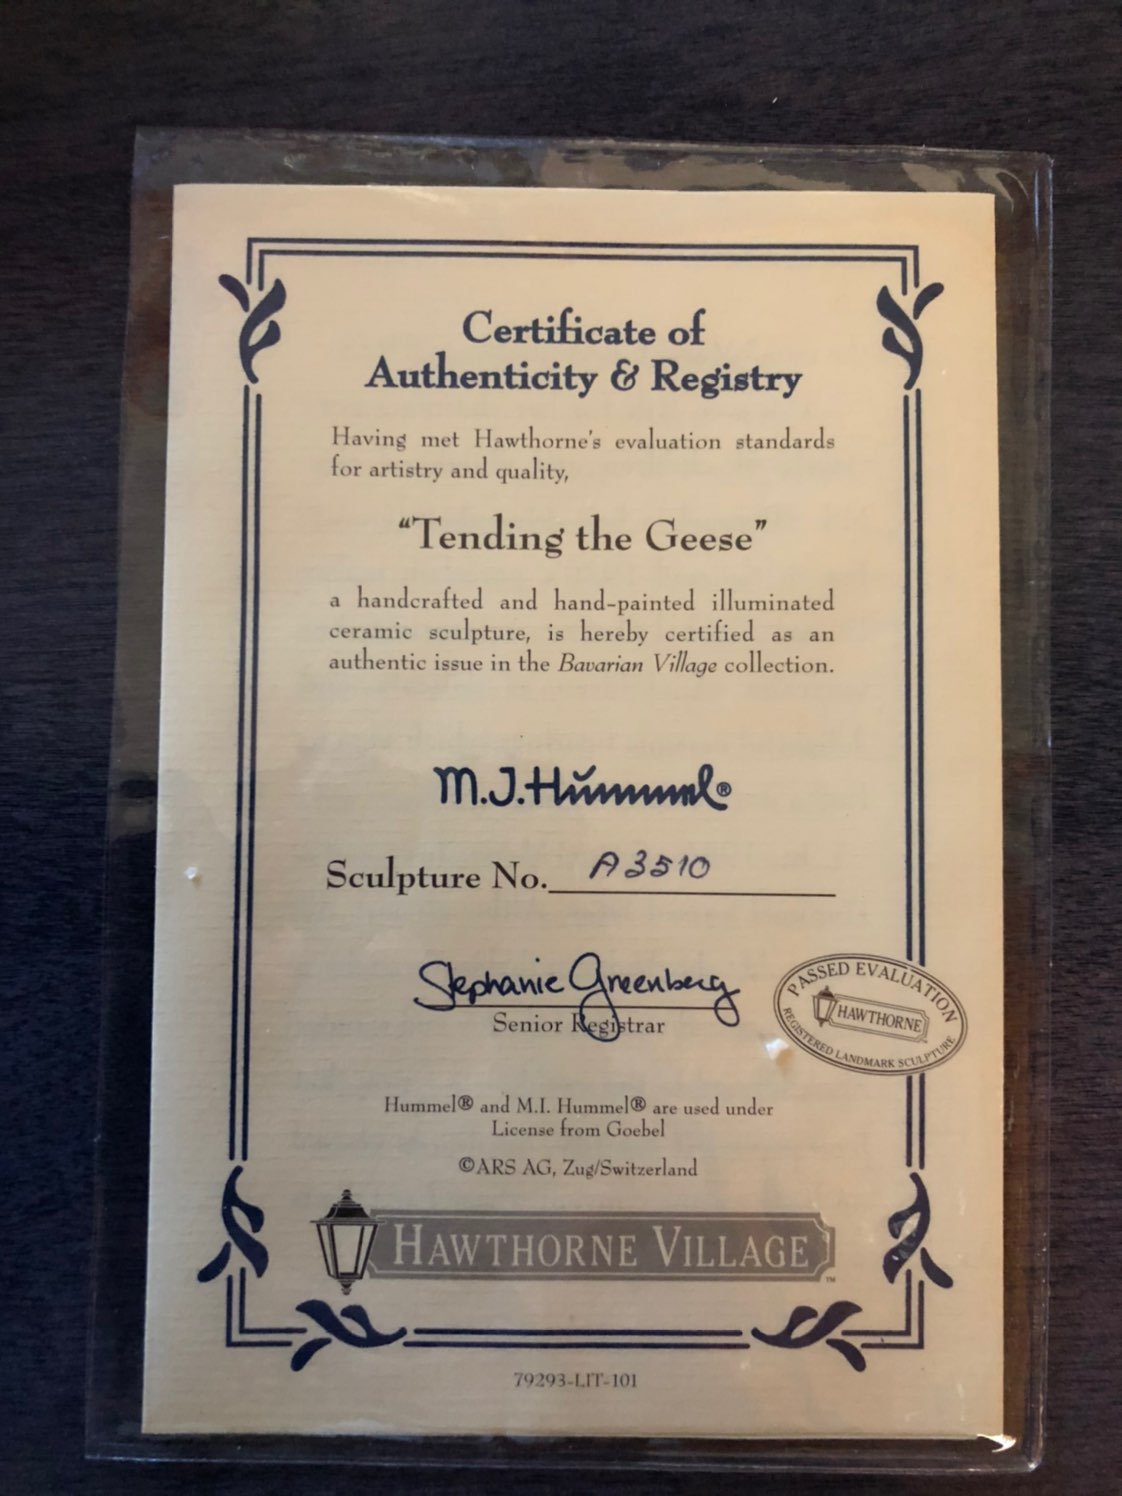 Certificate of
Authenticity & Registry
Having met Hawthorne's evaluation standards
for artistry and quality,
"Tending the Geese"
a handcrafted and hand-painted illuminated
ceramic sculpture, is hereby certified as an
authentic issue in the Bavarian Village collection.
M.J.Hummel®
Sculpture No. A3510
Stephanie Greenberg
Senior Registrar
PASSED EVALUATION
HAWTHORNE
REGISTERED LANDMARK SCULPTURE
Hummel® and M.I. Hummel® are used under
License from Goebel
©ARS AG, Zug/Switzerland
HAWTHORNE VILLAGE™
79293-LIT-101